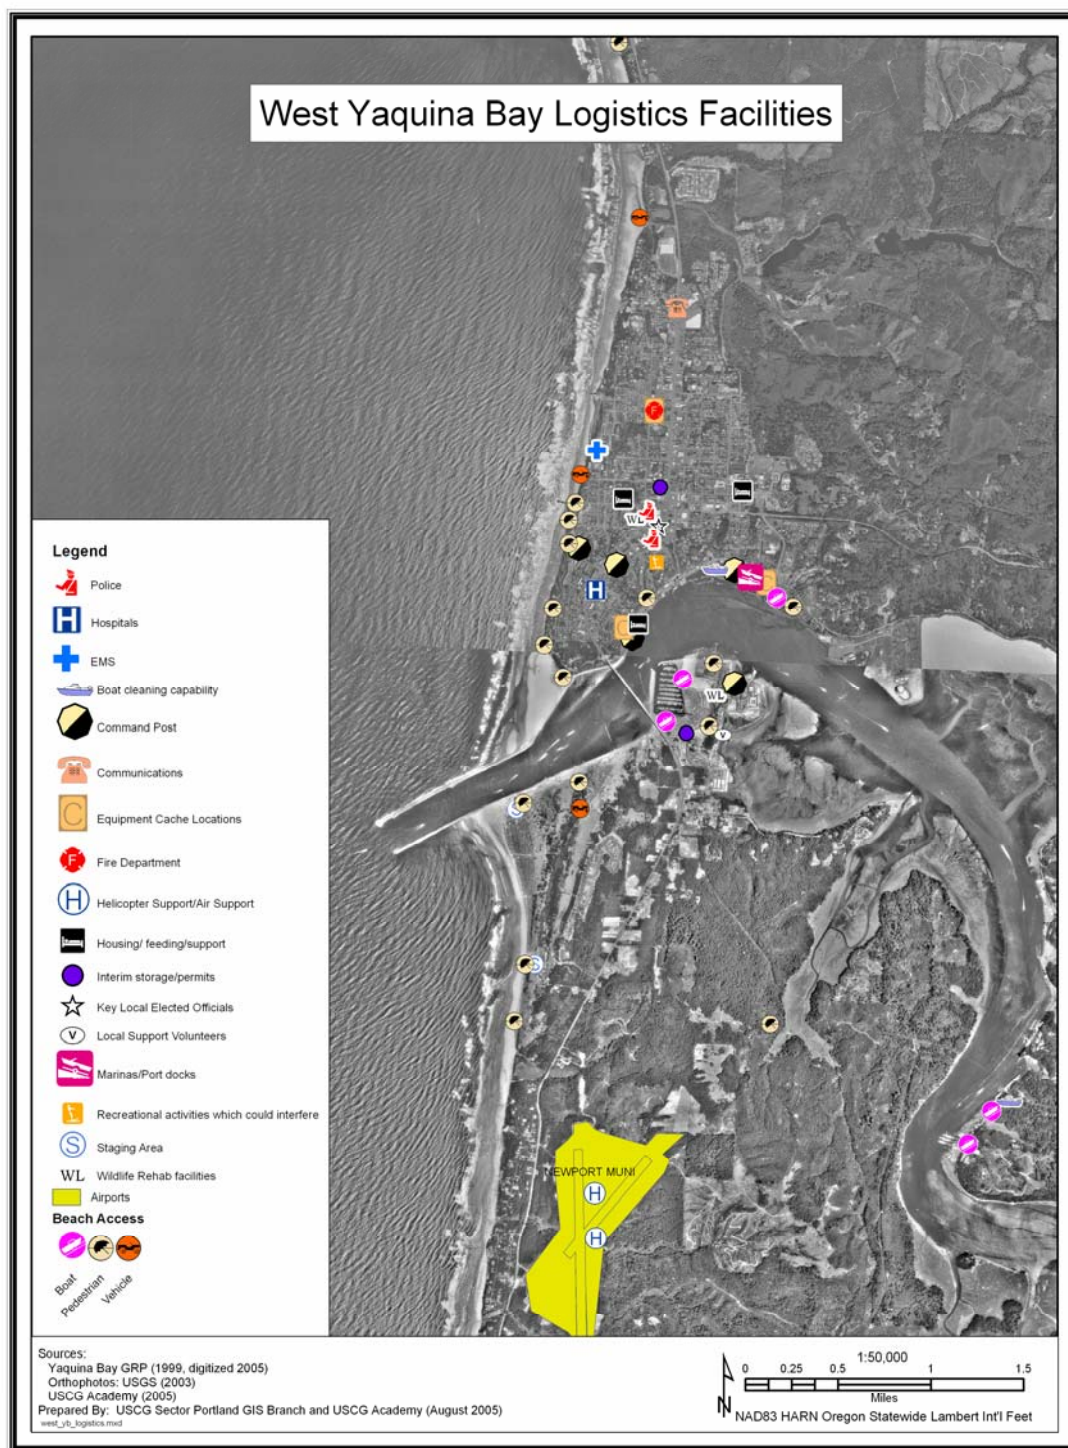 West Yaquina Bay Logistics Facilities
F
WL
C
WL
V
S
S
NEWPORT MUNI
H
H
H
Legend
Police
H Hospitals
EMS
Boat cleaning capability
Command Post
Communications
C Equipment Cache Locations
F Fire Department
H Helicopter Support/Air Support
Housing/ feeding/support
Interim storage/permits
Key Local Elected Officials
V Local Support Volunteers
Marinas/Port docks
Recreational activities which could interfere
S Staging Area
WL Wildlife Rehab facilities
Airports
Beach Access
Boat
Pedestrian
Vehicle
Sources:
Yaquina Bay GRP (1999, digitized 2005)
Orthophotos: USGS (2003)
USCG Academy (2005)
Prepared By: USCG Sector Portland GIS Branch and USCG Academy (August 2005)
west_yb_logistics.mxd
N
1:50,000
0 0.25 0.5 1 1.5
Miles
NAD83 HARN Oregon Statewide Lambert Int'l Feet